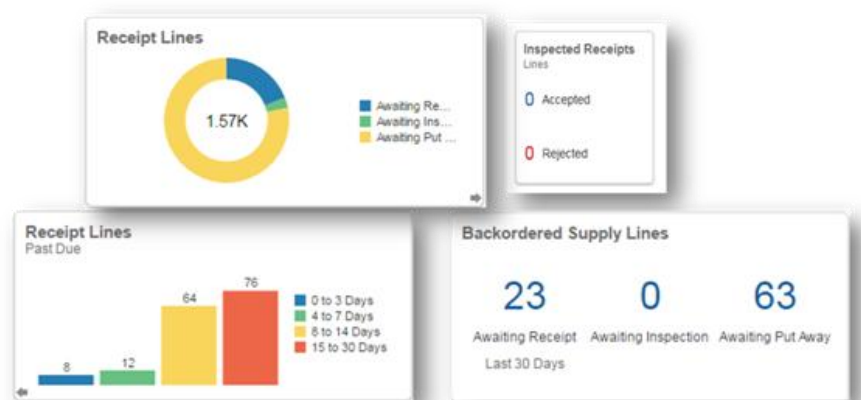 Receipt Lines
1.57K
Awaiting Re...
Awaiting Ins...
Awaiting Put ...
Inspected Receipts
Lines
0 Accepted
0 Rejected
Receipt Lines
Past Due
8
12
64
76
0 to 3 Days
4 to 7 Days
8 to 14 Days
15 to 30 Days
Backordered Supply Lines
23 0 63
Awaiting Receipt Awaiting Inspection Awaiting Put Away
Last 30 Days